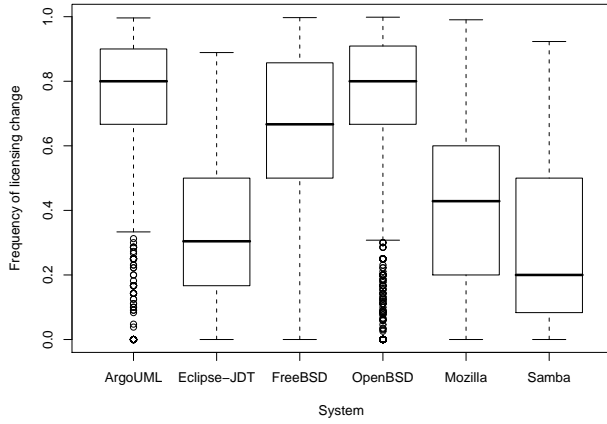 Frequency of licensing change
1.0
0.8
0.6
0.4
0.2
0.0
ArgoUML Eclipse−JDT FreeBSD OpenBSD Mozilla Samba
System